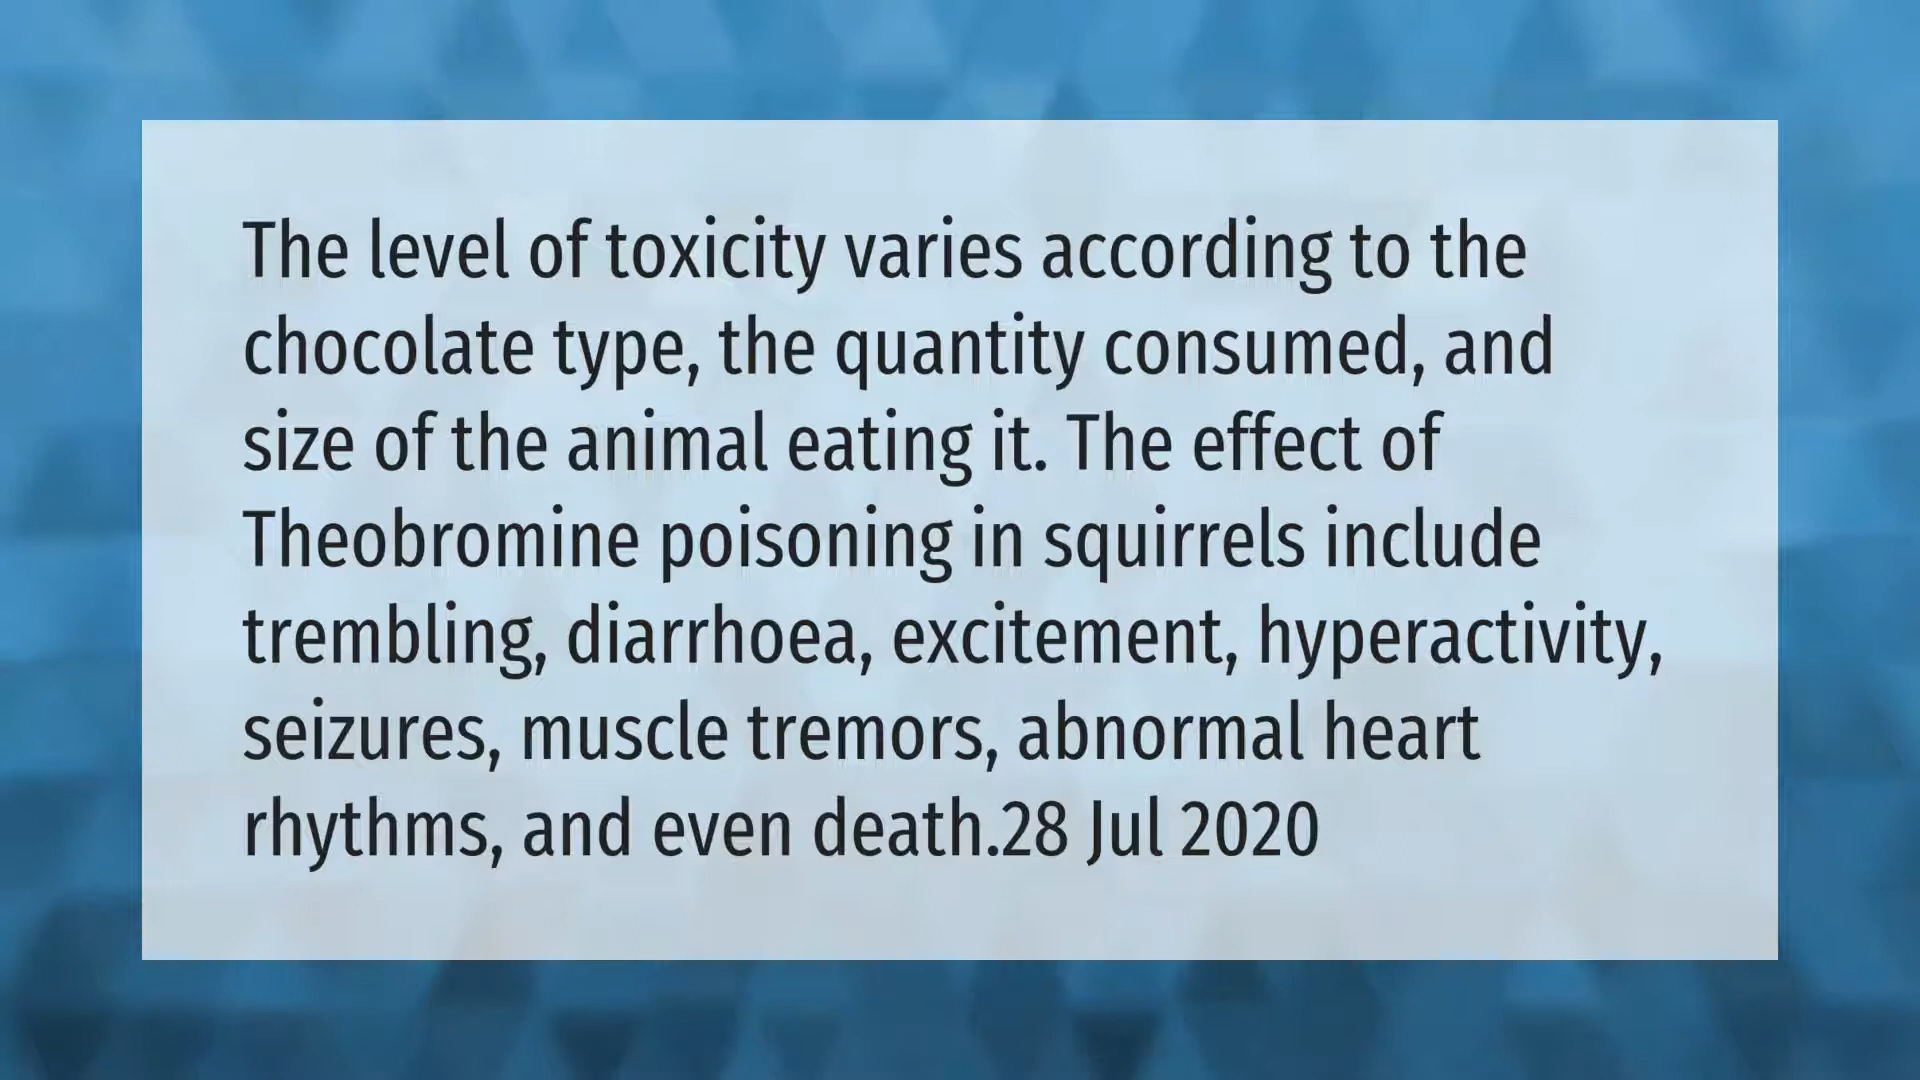 The level of toxicity varies according to the
chocolate type, the quantity consumed, and
size of the animal eating it. The effect of
Theobromine poisoning in squirrels include
trembling, diarrhoea, excitement, hyperactivity,
seizures, muscle tremors, abnormal heart
rhythms, and even death.28 Jul 2020